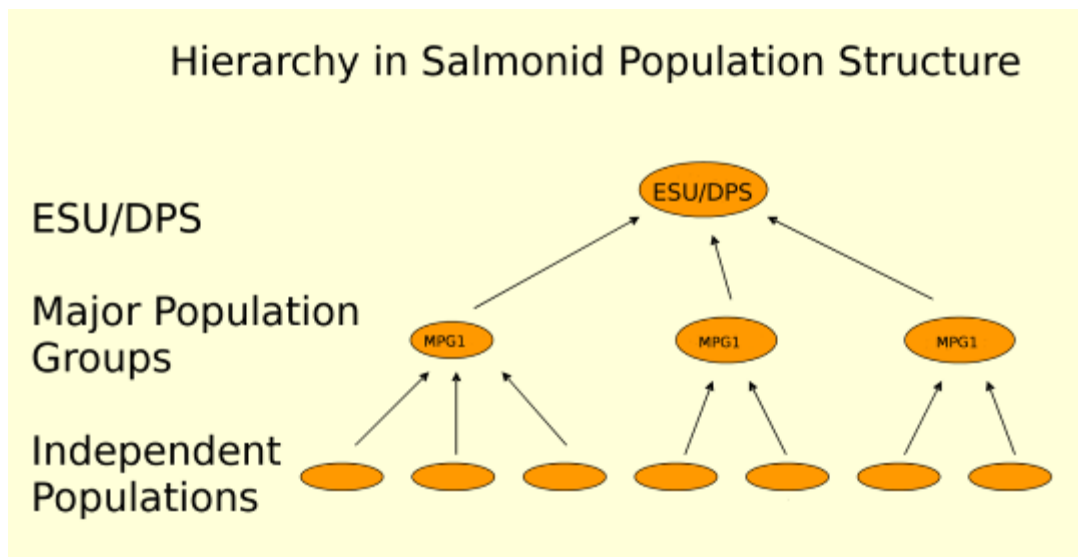 Hierarchy in Salmonid Population Structure
ESU/DPS
ESU/DPS
Major Population
Groups
MPG1
MPG1
MPG1
Independent
Populations